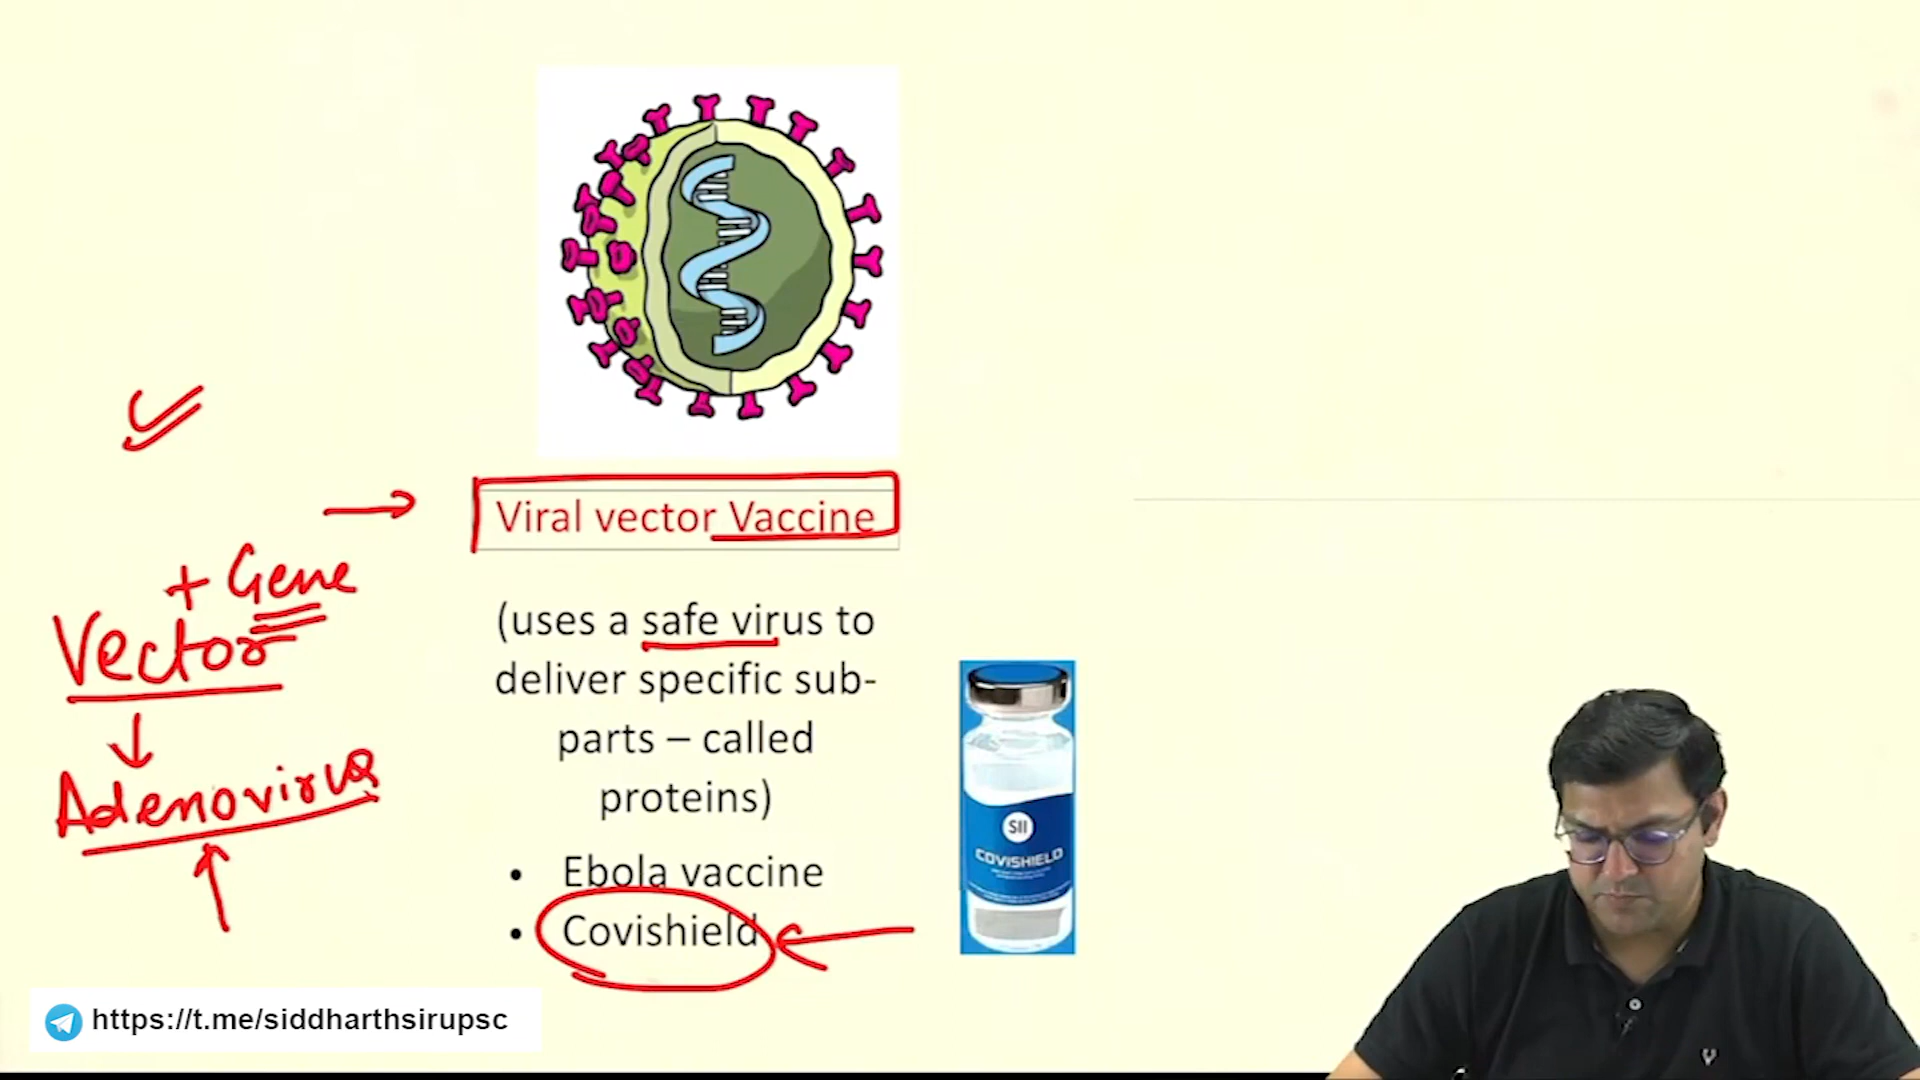 Viral vector Vaccine
+ Gene
Vector
(uses a safe virus to
deliver specific sub-
parts – called
proteins)
Adenovirus
SII
COVISHIELD
• Ebola vaccine
• Covishield
https://t.me/siddharthsirupsc